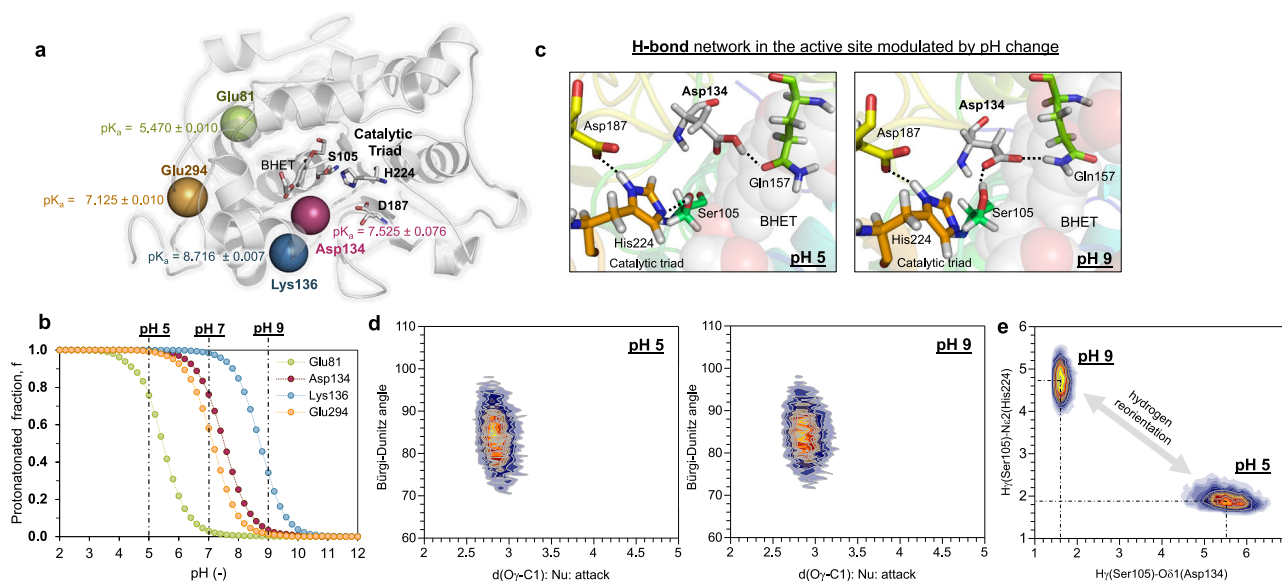 a
Glu81
pKa = 5,470 ± 0,010
Glu294
pKa = 7.125 ± 0,010
BHET
S105
Catalytic
Triad
H224
D187
pKa = 7.525 ± 0.076
Asp134
pKa = 8.716 ± 0,007
Lys136
c
H-bond network in the active site modulated by pH change
Asp134
Asp187
Gln157
Ser105
BHET
His224
Catalytic triad
pH 5
Asp134
Asp187
Gln157
Ser105
BHET
His224
Catalytic triad
pH 9
b
pH 5
pH 7
pH 9
1.0
0.8
0.6
0.4
0.2
0.0
Protonatonated fraction, f
Glu81
Asp134
Lys136
Glu294
2 3 4 5 6 7 8 9 10 11 12
pH (-)
d
110
100
90
80
70
60
50
Bürgi-Dunitz angle
pH 5
2 2.5 3 3.5 4 4.5 5
d(Oγ-C1): Nu: attack
110
100
90
80
70
60
50
Bürgi-Dunitz angle
pH 9
2 2.5 3 3.5 4 4.5 5
d(Oγ-C1): Nu: attack
e
6
5
4
3
2
1
Hγ(Ser105)-Nε2(His224)
pH 9
hydrogen
reorientation
pH 5
1 2 3 4 5 6
Hγ(Ser105)-Oδ1(Asp134)